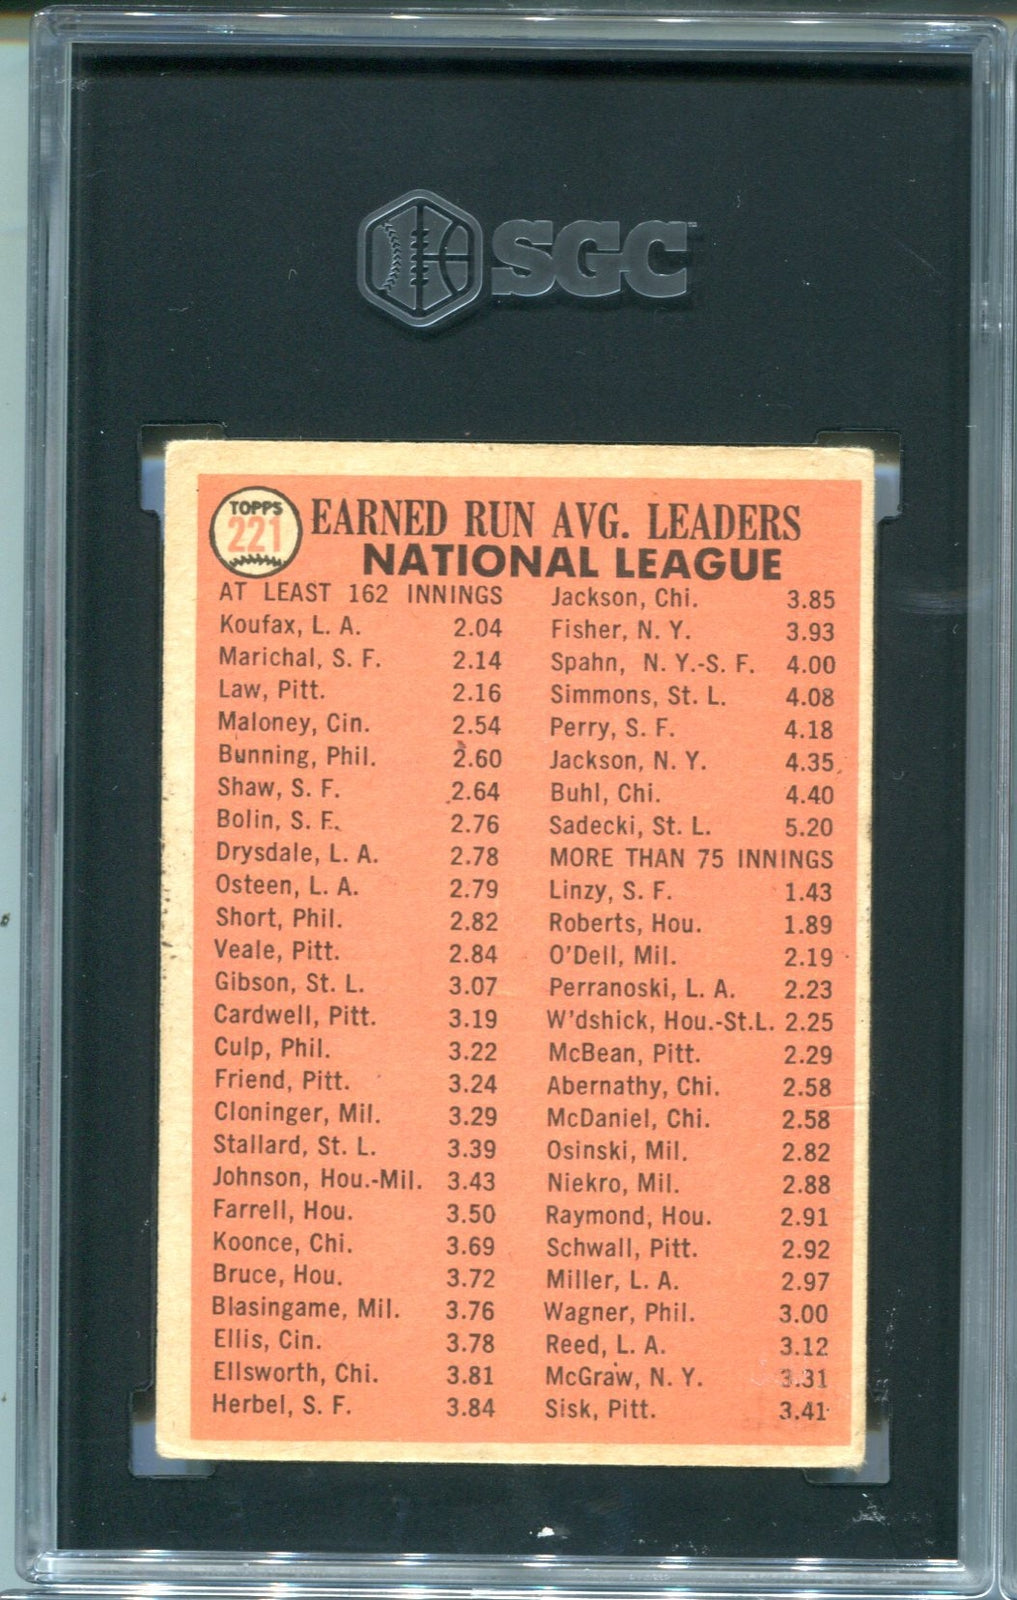 SGC
TOPPS
221
EARNED RUN AVG. LEADERS
NATIONAL LEAGUE
AT LEAST 162 INNINGS
Koufax, L. A. 2.04
Marichal, S. F. 2.14
Law, Pitt. 2.16
Maloney, Cin. 2.54
Bunning, Phil. 2.60
Shaw, S. F. 2.64
Bolin, S. F. 2.76
Drysdale, L. A. 2.78
Osteen, L. A. 2.79
Short, Phil. 2.82
Veale, Pitt. 2.84
Gibson, St. L. 3.07
Cardwell, Pitt. 3.19
Culp, Phil. 3.22
Friend, Pitt. 3.24
Cloninger, Mil. 3.29
Stallard, St. L. 3.39
Johnson, Hou.-Mil. 3.43
Farrell, Hou. 3.50
Koonce, Chi. 3.69
Bruce, Hou. 3.72
Blasingame, Mil. 3.76
Ellis, Cin. 3.78
Ellsworth, Chi. 3.81
Herbel, S. F. 3.84
Jackson, Chi. 3.85
Fisher, N. Y. 3.93
Spahn, N. Y.-S. F. 4.00
Simmons, St. L. 4.08
Perry, S. F. 4.18
Jackson, N. Y. 4.35
Buhl, Chi. 4.40
Sadecki, St. L. 5.20
MORE THAN 75 INNINGS
Linzy, S. F. 1.43
Roberts, Hou. 1.89
O'Dell, Mil. 2.19
Perranoski, L. A. 2.23
W'dshick, Hou.-St.L. 2.25
McBean, Pitt. 2.29
Abernathy, Chi. 2.58
McDaniel, Chi. 2.58
Osinski, Mil. 2.82
Niekro, Mil. 2.88
Raymond, Hou. 2.91
Schwall, Pitt. 2.92
Miller, L. A. 2.97
Wagner, Phil. 3.00
Reed, L. A. 3.12
McGraw, N. Y. 3.31
Sisk, Pitt. 3.41